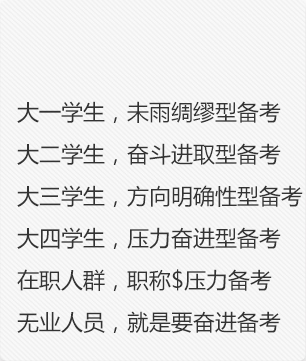 大一学生，未雨绸缪型备考
大二学生，奋斗进取型备考
大三学生，方向明确性型备考
大四学生，压力奋进型备考
在职人群，职称$压力备考
无业人员，就是要奋进备考